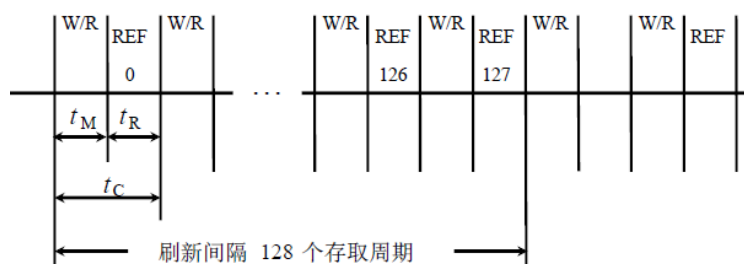 W/R REF W/R W/R REF W/R REF W/R W/R REF
0 126 127
...
t_M t_R
t_C
刷新间隔 128 个存取周期